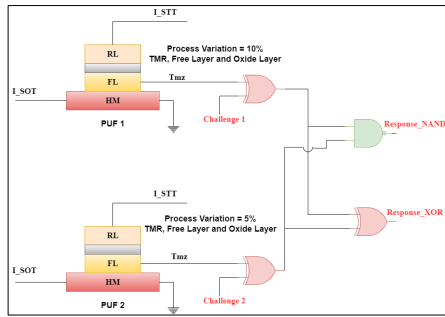 I_STT
RL
FL
HM
I_SOT
PUF 1
Process Variation = 10%
TMR, Free Layer and Oxide Layer
Tmz
Challenge 1
Response_NAND
Response_XOR
I_STT
RL
FL
HM
I_SOT
PUF 2
Process Variation = 5%
TMR, Free Layer and Oxide Layer
Tmz
Challenge 2